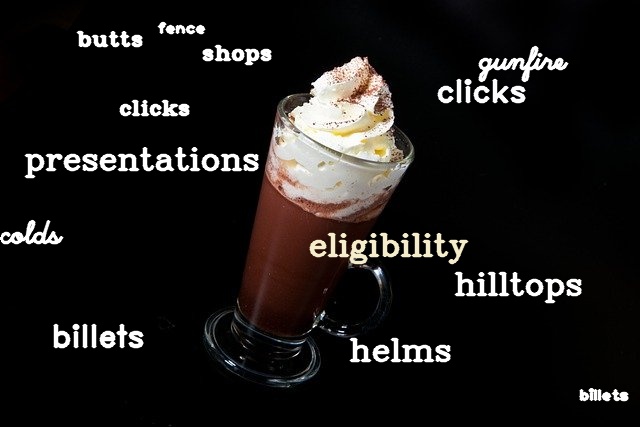 fence
butts
shops
gunfire
clicks
clicks
presentations
colds
eligibility
hilltops
billets
helms
billets